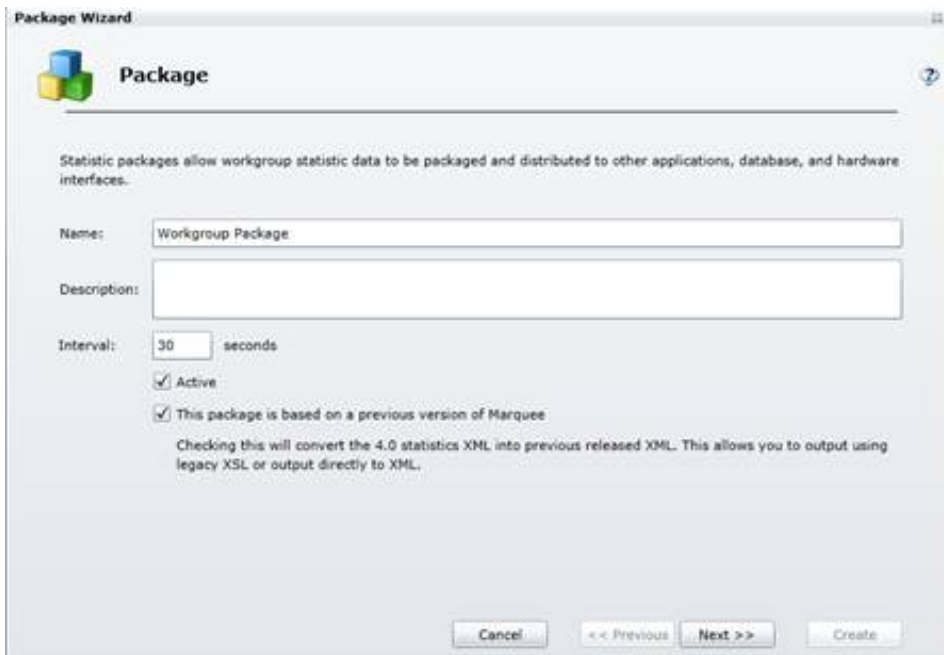 Package Wizard
Package
Statistic packages allow workgroup statistic data to be packaged and distributed to other applications, database, and hardware
interfaces.
Name: Workgroup Package
Description:
Interval: 30 seconds
Active
This package is based on a previous version of Marquee
Checking this will convert the 4.0 statistics XML into previous released XML. This allows you to output using
legacy XSL or output directly to XML.
Cancel << Previous Next >> Create